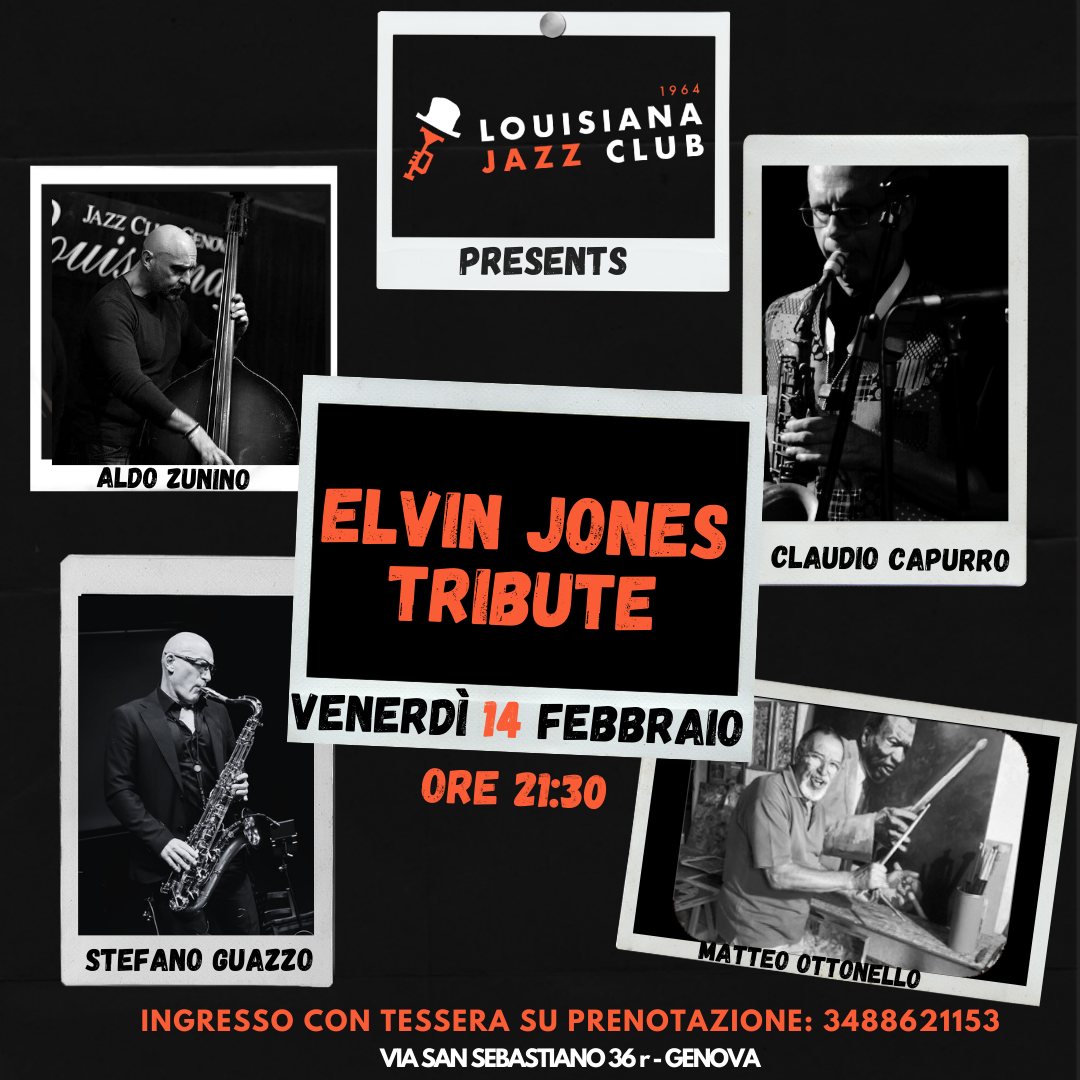 1964
LOUISIANA
JAZZ CLUB
PRESENTS
ALDO ZUNINO
CLAUDIO CAPURRO
ELVIN JONES
TRIBUTE
VENERDÌ 14 FEBBRAIO
ORE 21:30
STEFANO GUAZZO
MATTEO OTTONELLO
INGRESSO CON TESSERA SU PRENOTAZIONE: 3488621153
VIA SAN SEBASTIANO 36 r - GENOVA